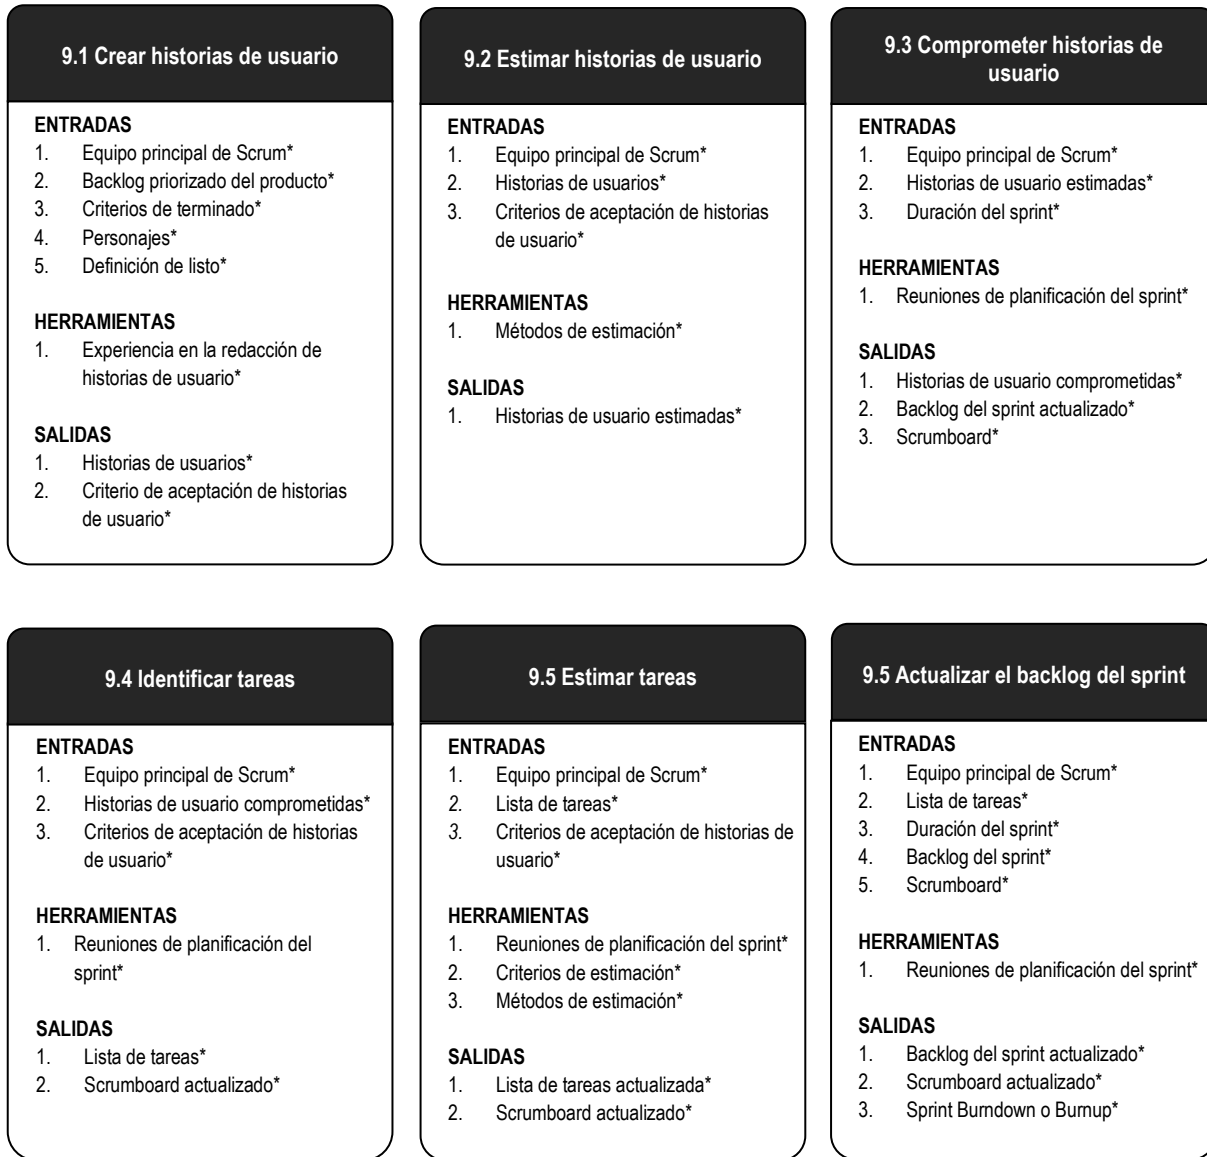 9.1 Crear historias de usuario
ENTRADAS
1. Equipo principal de Scrum*
2. Backlog priorizado del producto*
3. Criterios de terminado*
4. Personajes*
5. Definición de listo*
HERRAMIENTAS
1. Experiencia en la redacción de
historias de usuario*
SALIDAS
1. Historias de usuarios*
2. Criterio de aceptación de historias
de usuario*
9.2 Estimar historias de usuario
ENTRADAS
1. Equipo principal de Scrum*
2. Historias de usuarios*
3. Criterios de aceptación de historias
de usuario*
HERRAMIENTAS
1. Métodos de estimación*
SALIDAS
1. Historias de usuario estimadas*
9.3 Comprometer historias de
usuario
ENTRADAS
1. Equipo principal de Scrum*
2. Historias de usuario estimadas*
3. Duración del sprint*
HERRAMIENTAS
1. Reuniones de planificación del sprint*
SALIDAS
1. Historias de usuario comprometidas*
2. Backlog del sprint actualizado*
3. Scrumboard*
9.4 Identificar tareas
ENTRADAS
1. Equipo principal de Scrum*
2. Historias de usuario comprometidas*
3. Criterios de aceptación de historias
de usuario*
HERRAMIENTAS
1. Reuniones de planificación del
sprint*
SALIDAS
1. Lista de tareas*
2. Scrumboard actualizado*
9.5 Estimar tareas
ENTRADAS
1. Equipo principal de Scrum*
2. Lista de tareas*
3. Criterios de aceptación de historias de
usuario*
HERRAMIENTAS
1. Reuniones de planificación del sprint*
2. Criterios de estimación*
3. Métodos de estimación*
SALIDAS
1. Lista de tareas actualizada*
2. Scrumboard actualizado*
9.5 Actualizar el backlog del sprint
ENTRADAS
1. Equipo principal de Scrum*
2. Lista de tareas*
3. Duración del sprint*
4. Backlog del sprint*
5. Scrumboard*
HERRAMIENTAS
1. Reuniones de planificación del sprint*
SALIDAS
1. Backlog del sprint actualizado*
2. Scrumboard actualizado*
3. Sprint Burndown o Burnup*